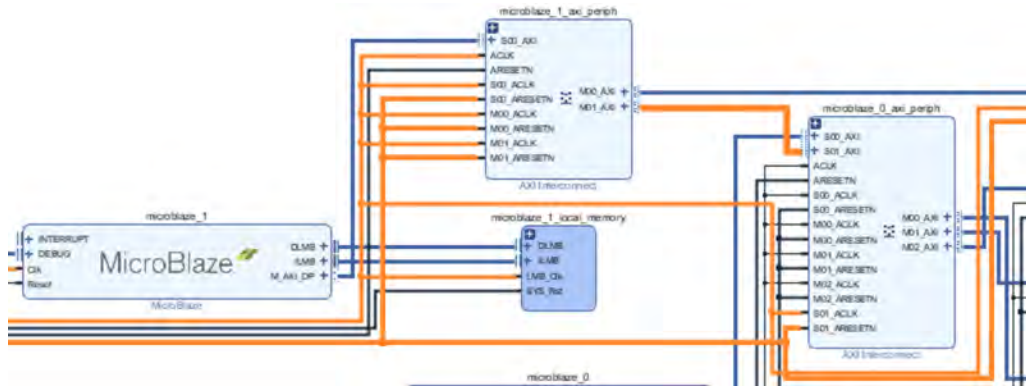 microblaze_1_axi_periph
S00_AXI
ACLK
ARESETN
S00_ACLK
S00_ARESETN
M00_ACLK
M00_ARESETN
M01_ACLK
M01_ARESETN
M00_AXI
M01_AXI
AXI Interconnect
microblaze_0_axi_periph
S00_AXI
S01_AXI
ACLK
ARESETN
S00_ACLK
S00_ARESETN
M00_ACLK
M00_ARESETN
M01_ACLK
M01_ARESETN
M02_ACLK
M02_ARESETN
S01_ACLK
S01_ARESETN
M00_AXI
M01_AXI
M02_AXI
AXI Interconnect
microblaze_1
INTERRUPT
DEBUG
Clk
Reset
MicroBlaze
DLMB
ILMB
M_AXI_DP
MicroBlaze
microblaze_1_local_memory
DLMB
ILMB
LMB_Clk
SYS_Rst
microblaze_0